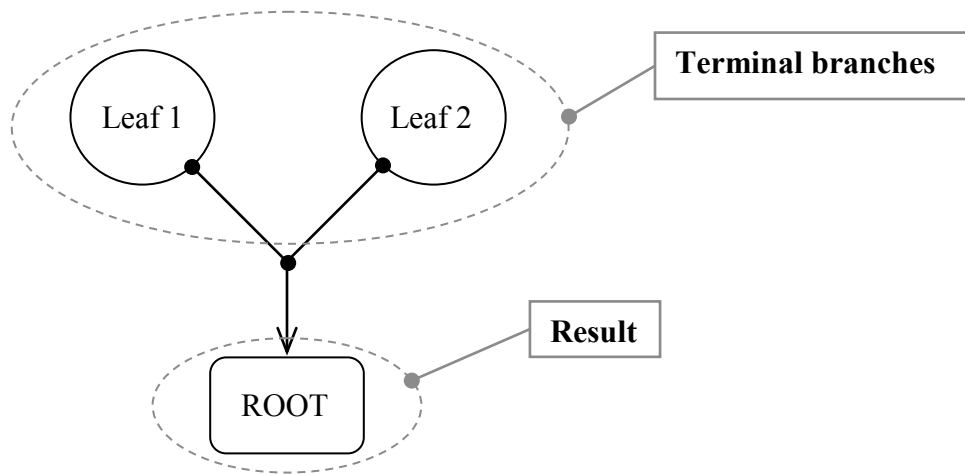 Terminal branches
Leaf 1
Leaf 2
Result
ROOT